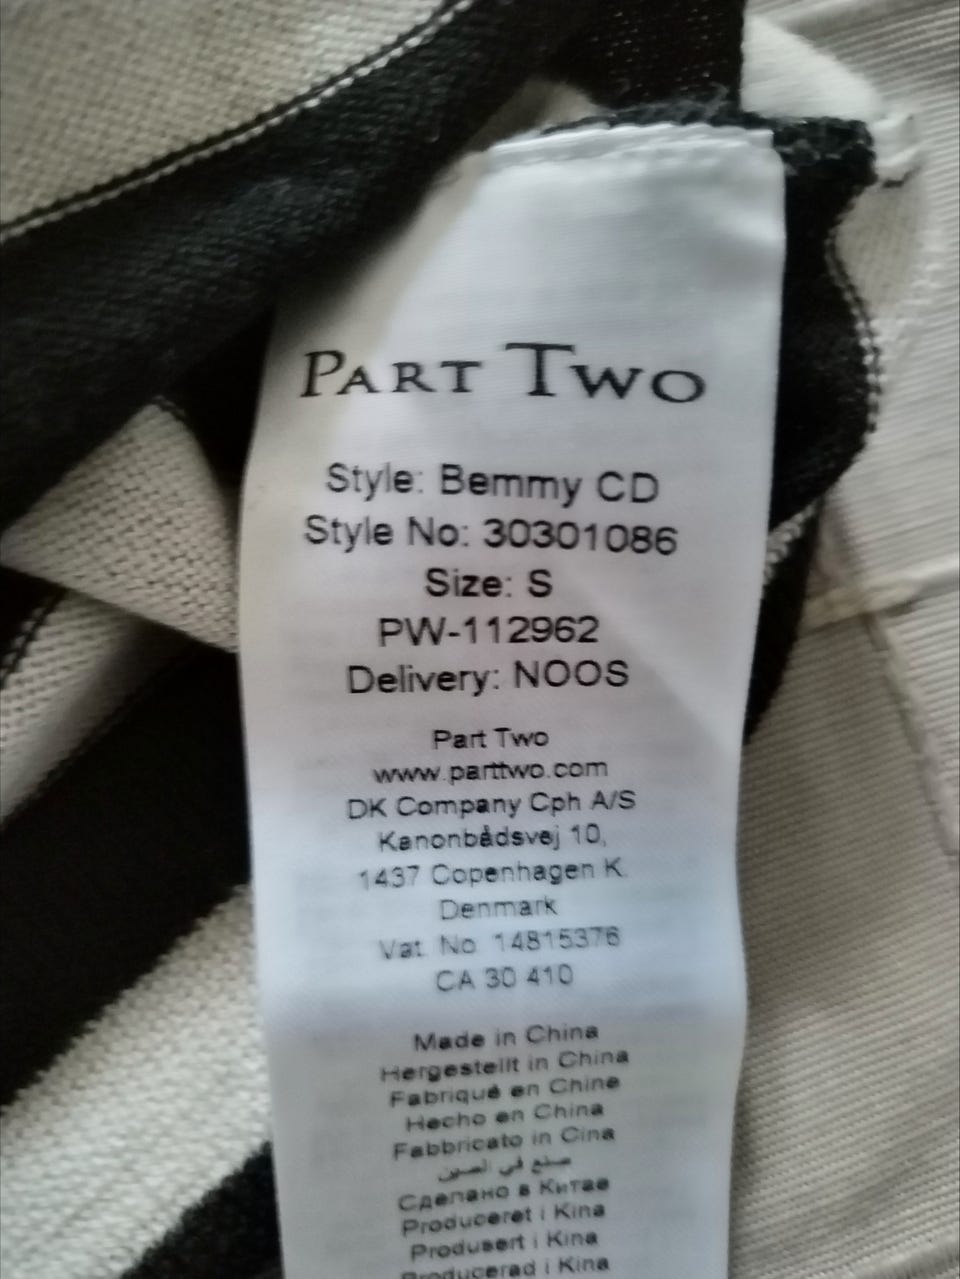 PART TWO
Style: Bemmy CD
Style No: 30301086
Size: S
PW-112962
Delivery: NOOS
Part Two
www.parttwo.com
DK Company Cph A/S
Kanonbådsvej 10,
1437 Copenhagen K.
Denmark
Vat. No. 14815376
CA 30 410
Made in China
Hergestellt in China
Fabriqué en Chine
Hecho en China
Fabbricato in Cina
صنع في الصين
Сделано в Китае
Produceret i Kina
Produsert i Kina
Producerad i Kina